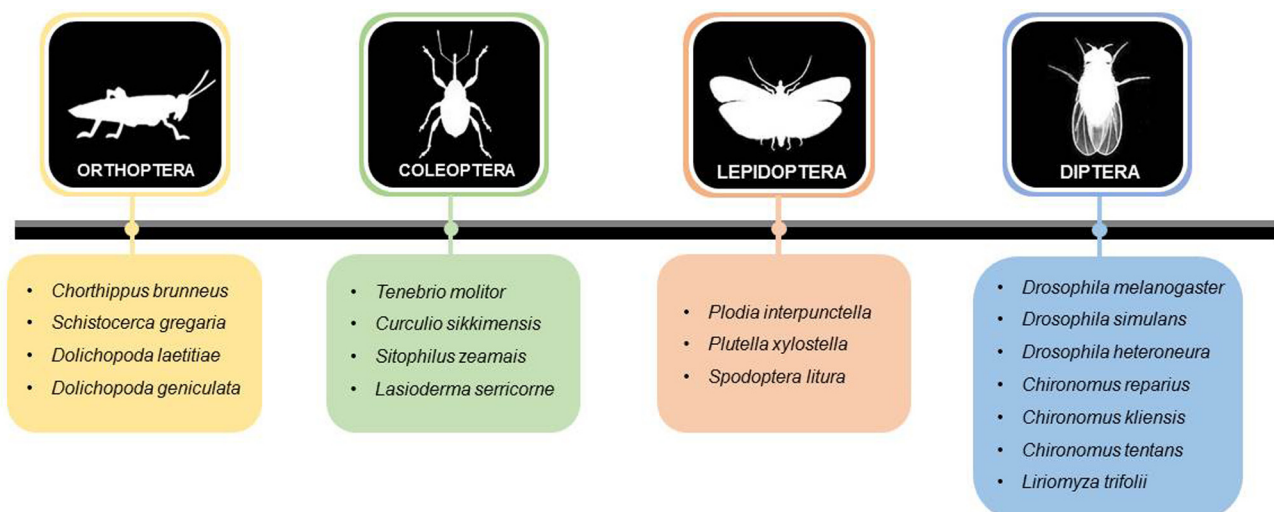 ORTHOPTERA
COLEOPTERA
LEPIDOPTERA
DIPTERA
• Chorthippus brunneus
• Schistocerca gregaria
• Dolichopoda laetitiae
• Dolichopoda geniculata
• Tenebrio molitor
• Curculio sikkimensis
• Sitophilus zeamais
• Lasioderma serricorne
• Plodia interpunctella
• Plutella xylostella
• Spodoptera litura
• Drosophila melanogaster
• Drosophila simulans
• Drosophila heteroneura
• Chironomus reparius
• Chironomus kliensis
• Chironomus tentans
• Liriomyza trifolii